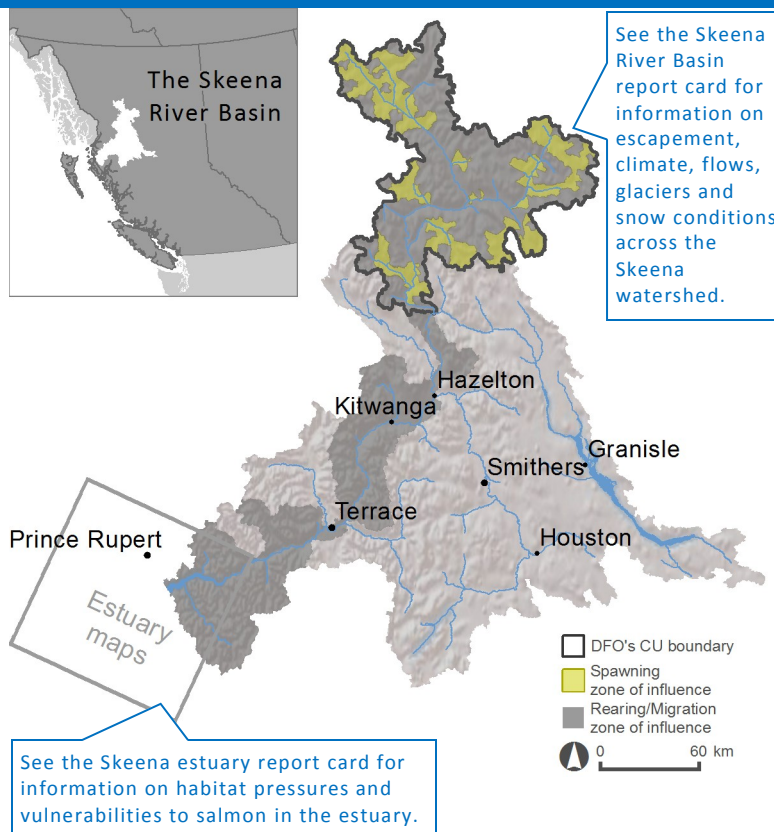 The Skeena
River Basin
See the Skeena
River Basin
report card for
information on
escapement,
climate, flows,
glaciers and
snow conditions
across the
Skeena
watershed.
Hazelton
Kitwanga
Granisle
Smithers
Terrace
Prince Rupert
Houston
Estuary
maps
DFO's CU boundary
Spawning
zone of influence
Rearing/Migration
zone of influence
0 60 km
See the Skeena estuary report card for
information on habitat pressures and
vulnerabilities to salmon in the estuary.